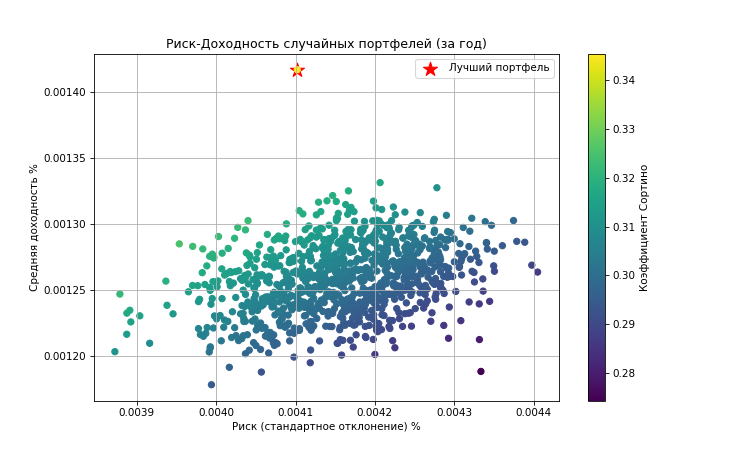 Риск-Доходность случайных портфелей (за год)
Лучший портфель
Средняя доходность %
0.00140
0.00135
0.00130
0.00125
0.00120
0.0039 0.0040 0.0041 0.0042 0.0043 0.0044
Риск (стандартное отклонение) %
0.34
0.33
0.32
0.31
0.30
0.29
0.28
Коэффициент Сортино